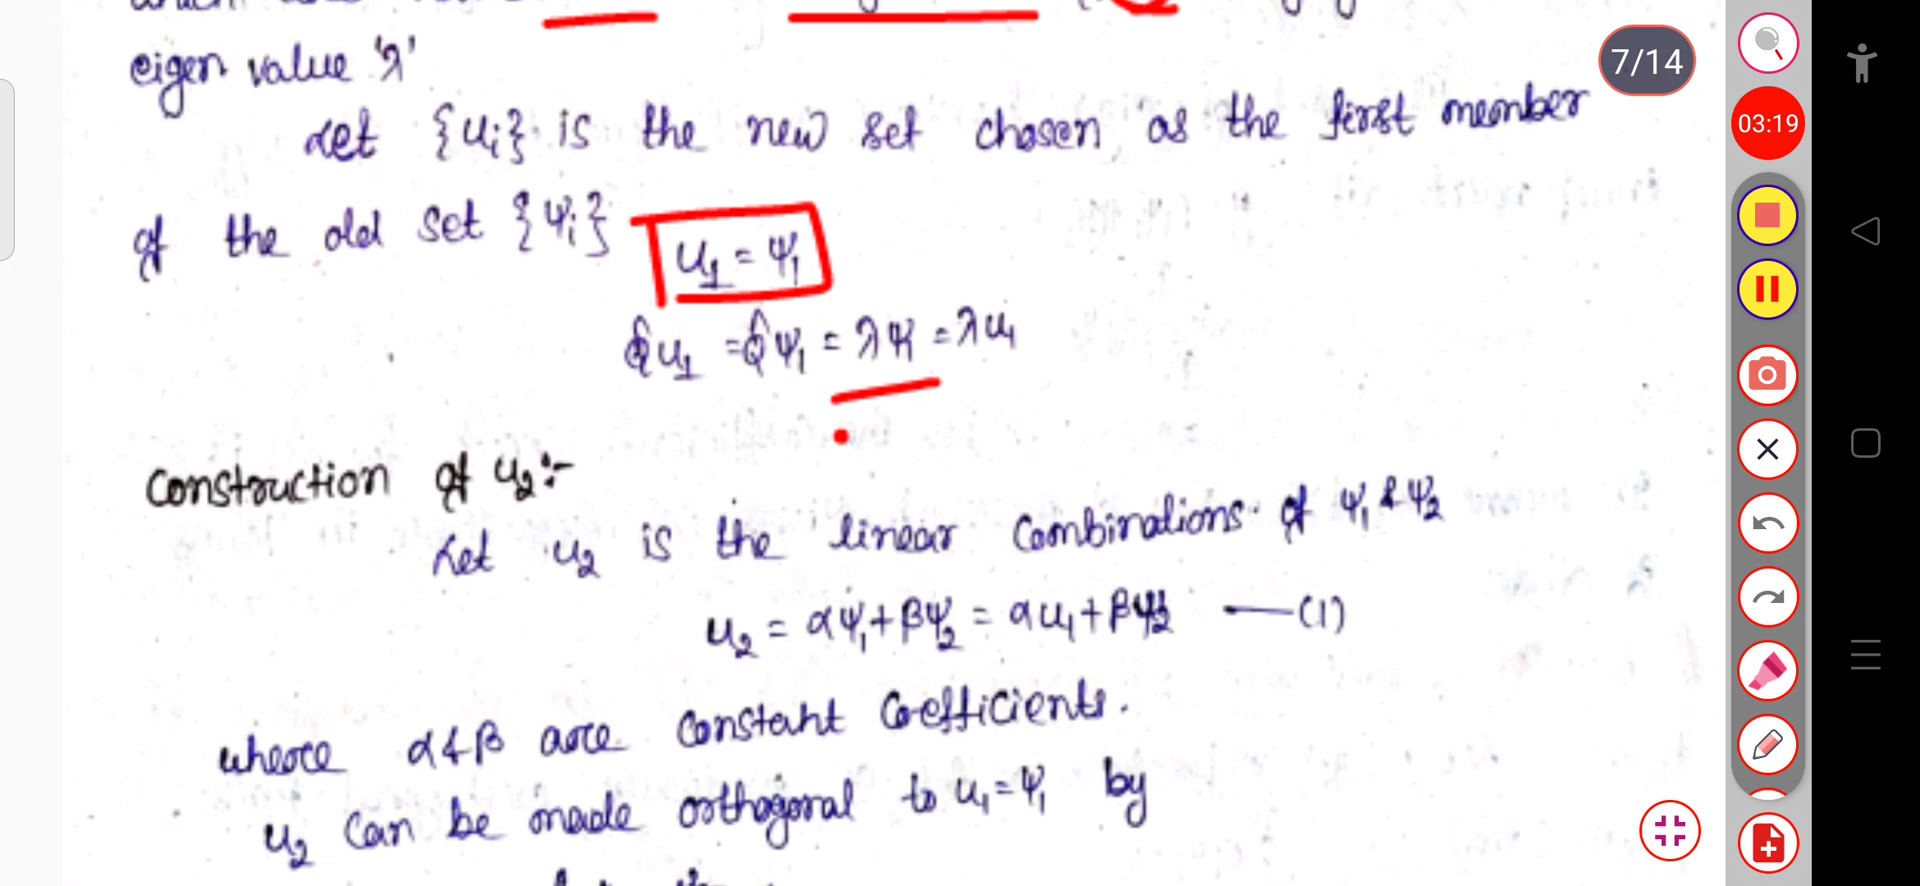 eigen value 'λ'
7/14
03:19
Let {ui} is the new set chosen as the first member
of the old set {ψi} u1 = ψ1
Q̂u1 = Q̂ψ1 = λψ1 = λu1
Construction of u2:-
Let u2 is the linear Combinations of ψ1 & ψ2
u2 = αψ1 + βψ2 = αu1 + βψ2 —(1)
where α & β are Constant Coefficients.
u2 can be made orthogonal to u1 = ψ1 by